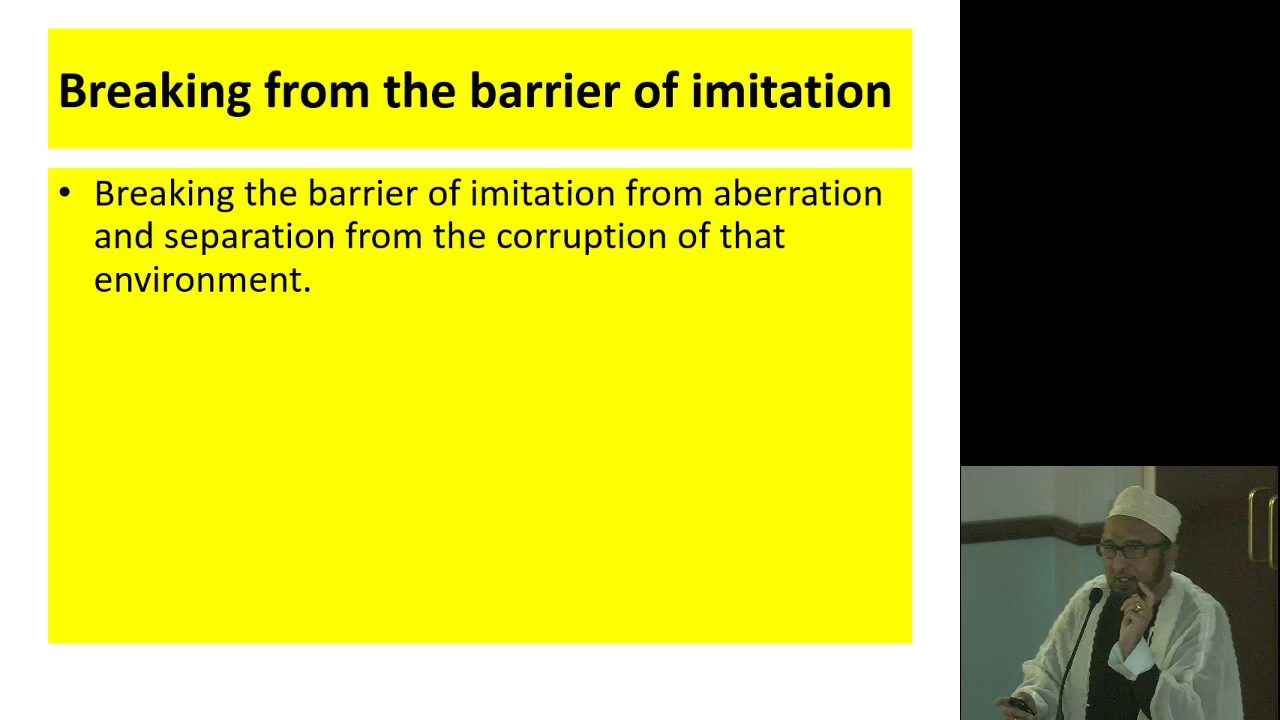 Breaking from the barrier of imitation
• Breaking the barrier of imitation from aberration
and separation from the corruption of that
environment.